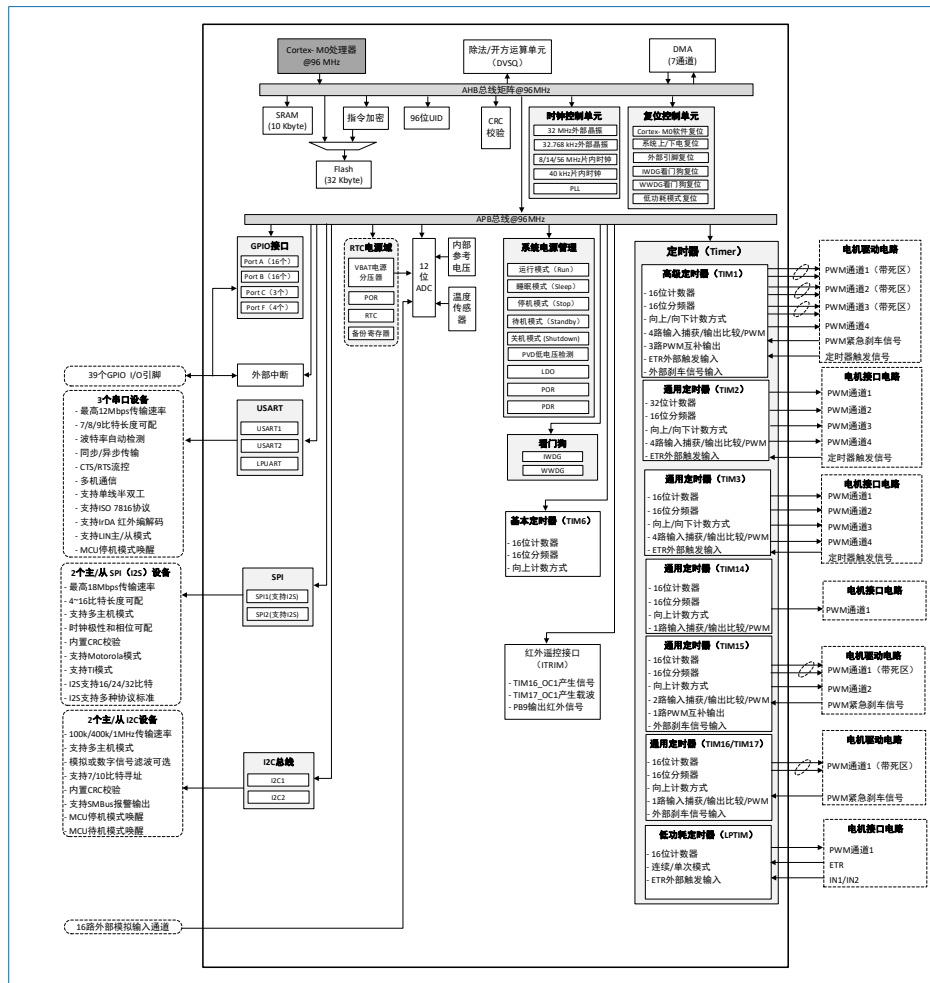 Cortex- M0处理器
@96 MHz
除法/开方运算单元
(DVSQ)
DMA
(7通道)
AHB总线矩阵@96MHz
SRAM
(10 Kbyte)
指令加密
96位UID
CRC
校验
Flash
(32 Kbyte)
时钟控制单元
32 MHz外部晶振
32.768 kHz外部晶振
8/14/56 MHz片内时钟
40 kHz片内时钟
PLL
复位控制单元
Cortex- M0软件复位
系统上/下电复位
外部引脚复位
IWDG看门狗复位
WWDG看门狗复位
低功耗模式复位
APB总线@96MHz
GPIO接口
Port A（16个）
Port B（16个）
Port C（3个）
Port F（4个）
RTC电源域
VBAT电源
分压器
POR
RTC
备份寄存器
12
位
ADC
内部
参考
电压
温度
传感
器
系统电源管理
运行模式（Run）
睡眠模式（Sleep）
停机模式（Stop）
待机模式（Standby）
关机模式 (Shutdown)
PVD低电压检测
LDO
POR
PDR
看门狗
IWDG
WWDG
基本定时器（TIM6）
- 16位计数器
- 16位分频器
- 向上计数方式
红外遥控接口
(ITRIM)
- TIM16_OC1产生信号
- TIM17_OC1产生载波
- PB9输出红外信号
39个GPIO I/O引脚
外部中断
3个串口设备
- 最高12Mbps传输速率
- 7/8/9比特长度可配
- 波特率自动检测
- 同步/异步传输
- CTS/RTS流控
- 多机通信
- 支持单线半双工
- 支持ISO 7816协议
- 支持IrDA 红外编解码
- 支持LIN主/从模式
- MCU停机模式唤醒
USART
USART1
USART2
LPUART
2个主/从 SPI（I2S）设备
- 最高18Mbps传输速率
- 4~16比特长度可配
- 支持多主机模式
- 时钟极性和相位可配
- 内置CRC校验
- 支持Motorola模式
- 支持TI模式
- I2S支持16/24/32比特
- I2S支持多种协议标准
SPI
SPI1(支持I2S)
SPI2(支持I2S)
2个主/从 I2C设备
- 100k/400k/1MHz传输速率
- 支持多主机模式
- 模拟或数字信号滤波可选
- 支持7/10比特寻址
- 内置CRC校验
- 支持SMBus报警输出
- MCU停机模式唤醒
- MCU待机模式唤醒
I2C总线
I2C1
I2C2
16路外部模拟输入通道
定时器（Timer）
高级定时器（TIM1）
- 16位计数器
- 16位分频器
- 向上/向下计数方式
- 4路输入捕获/输出比较/PWM
- 3路PWM互补输出
- ETR外部触发输入
- 外部刹车信号输入
电机驱动电路
PWM通道1（带死区）
PWM通道2（带死区）
PWM通道3（带死区）
PWM通道4
PWM紧急刹车信号
定时器触发信号
通用定时器（TIM2）
- 32位计数器
- 16位分频器
- 向上/向下计数方式
- 4路输入捕获/输出比较/PWM
- ETR外部触发输入
电机接口电路
PWM通道1
PWM通道2
PWM通道3
PWM通道4
定时器触发信号
通用定时器（TIM3）
- 16位计数器
- 16位分频器
- 向上/向下计数方式
- 4路输入捕获/输出比较/PWM
- ETR外部触发输入
电机接口电路
PWM通道1
PWM通道2
PWM通道3
PWM通道4
定时器触发信号
通用定时器（TIM14）
- 16位计数器
- 16位分频器
- 向上计数方式
- 1路输入捕获/输出比较/PWM
电机接口电路
PWM通道1
通用定时器（TIM15）
- 16位计数器
- 16位分频器
- 向上计数方式
- 2路输入捕获/输出比较/PWM
- 1路PWM互补输出
- 外部刹车信号输入
电机驱动电路
PWM通道1（带死区）
PWM通道2
PWM紧急刹车信号
通用定时器（TIM16/TIM17）
- 16位计数器
- 16位分频器
- 向上计数方式
- 1路输入捕获/输出比较/PWM
- 外部刹车信号输入
电机驱动电路
PWM通道1（带死区）
PWM紧急刹车信号
低功耗定时器（LPTIM）
- 16位计数器
- 连续/单次模式
- ETR外部触发输入
电机接口电路
PWM通道1
ETR
IN1/IN2